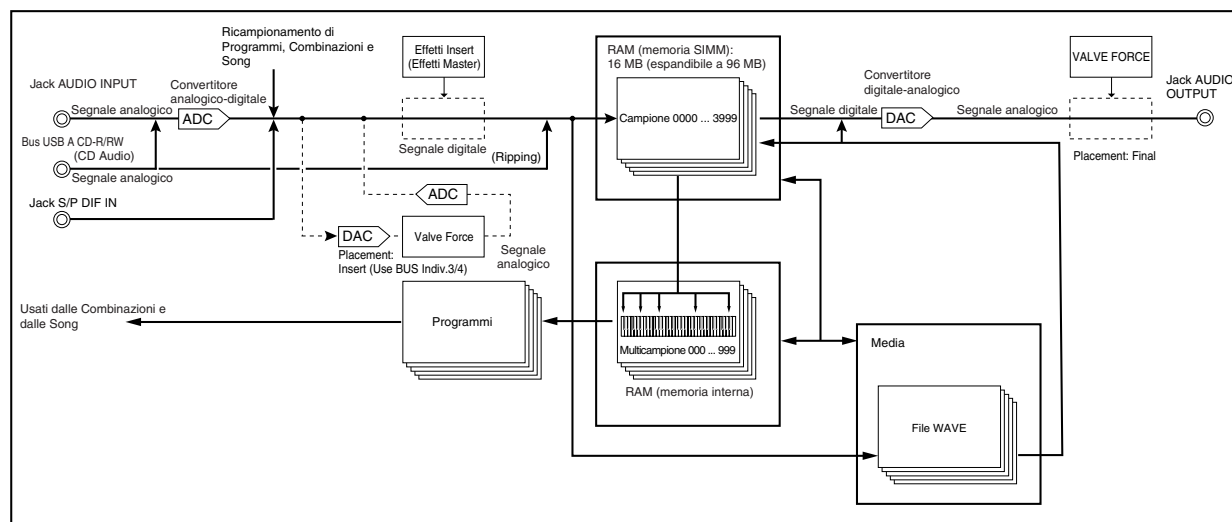 Ricampionamento di
Programmi, Combinazioni e
Song
Effetti Insert
(Effetti Master)
RAM (memoria SIMM):
16 MB (espandibile a 96 MB)
VALVE FORCE
Jack AUDIO INPUT
Convertitore
analogico-digitale
Segnale analogico
ADC
Campione 0000 ... 3999
Convertitore
digitale-analogico
Segnale digitale
DAC
Segnale analogico
Jack AUDIO
OUTPUT
Bus USB A CD-R/RW
(CD Audio)
Segnale analogico
Segnale digitale
(Ripping)
Placement: Final
Jack S/P DIF IN
ADC
DAC
Valve Force
Segnale
analogico
Placement:
Insert (Use BUS Indiv.3/4)
Usati dalle Combinazioni e
dalle Song
Programmi
Multicampione 000 ... 999
RAM (memoria interna)
Media
File WAVE